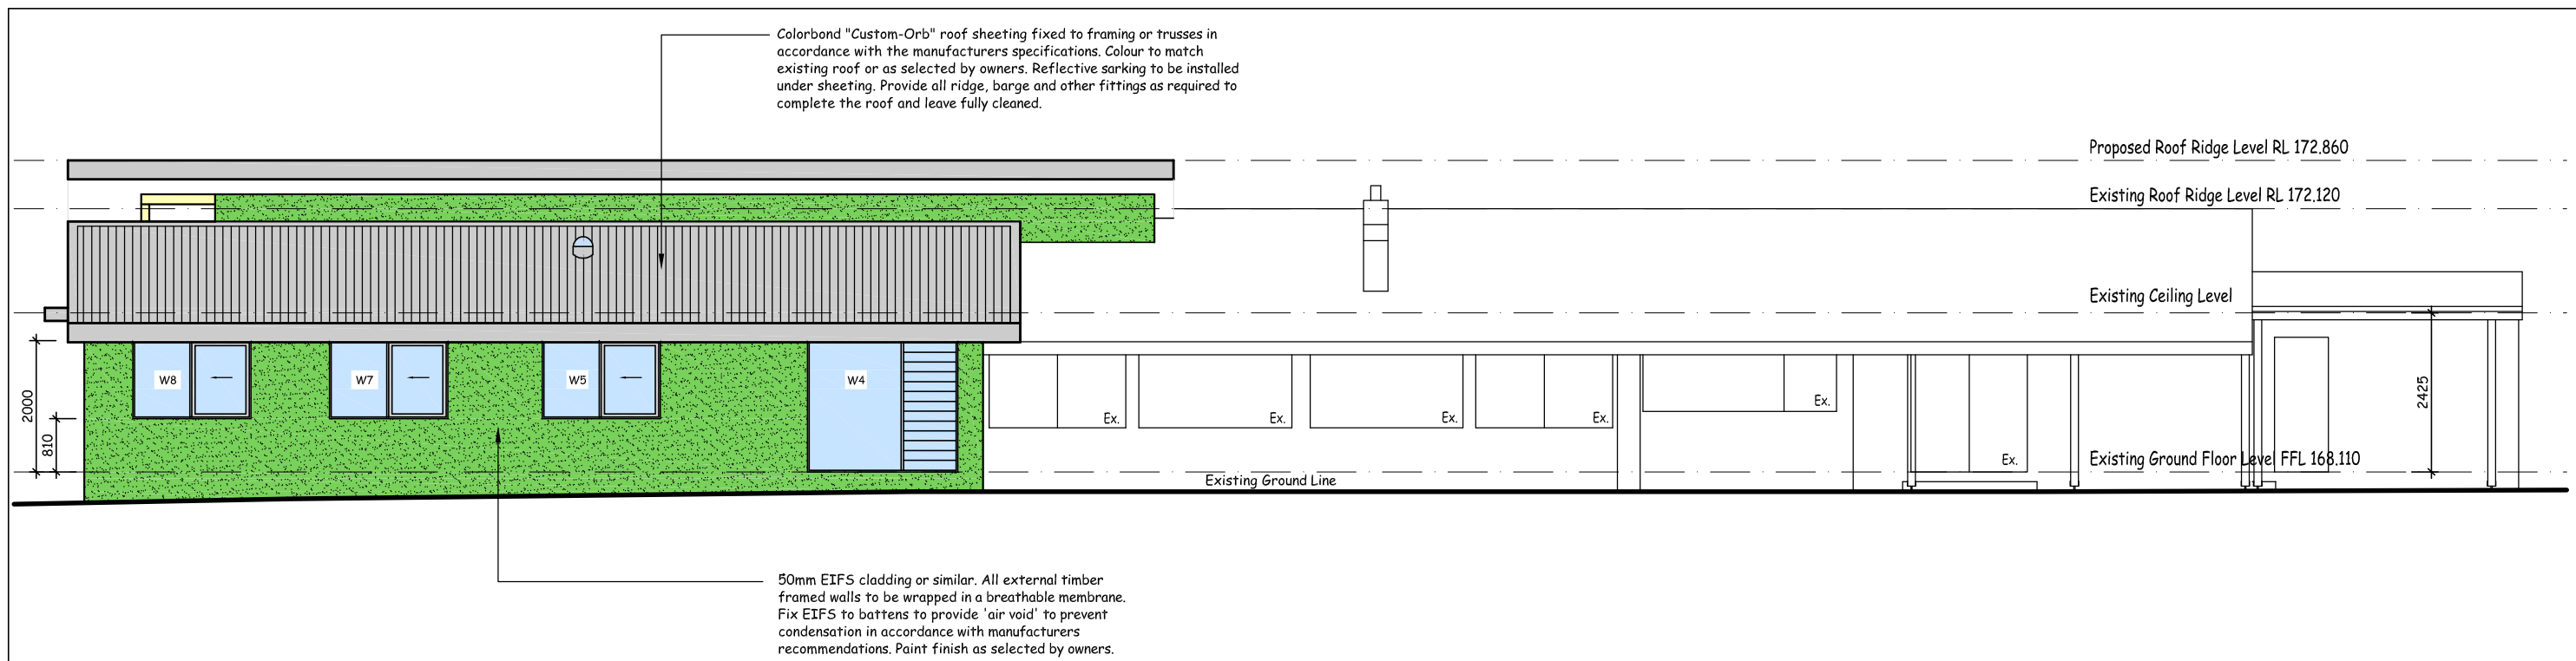 Colorbond "Custom-Orb" roof sheeting fixed to framing or trusses in
accordance with the manufacturers specifications. Colour to match
existing roof or as selected by owners. Reflective sarking to be installed
under sheeting. Provide all ridge, barge and other fittings as required to
complete the roof and leave fully cleaned.
Proposed Roof Ridge Level RL 172.860
Existing Roof Ridge Level RL 172.120
Existing Ceiling Level
2000
810
W8
W7
W5
W4
Ex.
Ex.
Ex.
Ex.
Ex.
Ex.
2425
Existing Ground Floor Level FFL 168.110
Existing Ground Line
50mm EIFS cladding or similar. All external timber
framed walls to be wrapped in a breathable membrane.
Fix EIFS to battens to provide 'air void' to prevent
condensation in accordance with manufacturers
recommendations. Paint finish as selected by owners.